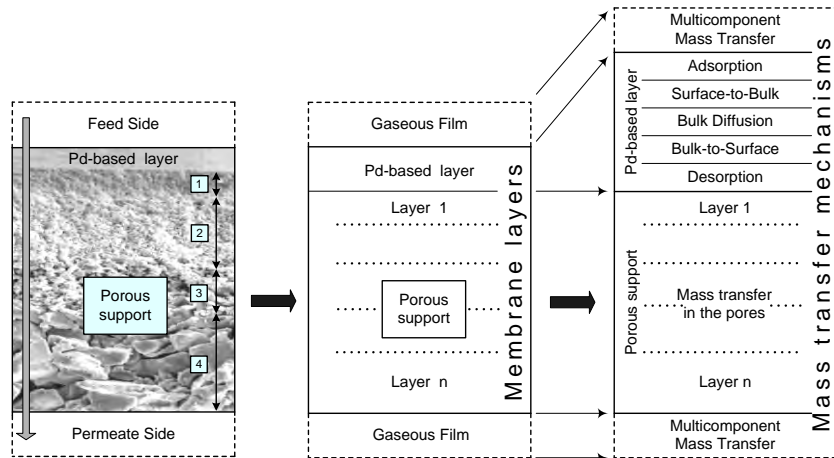 Feed Side
Pd-based layer
1
2
3
4
Porous
support
Permeate Side
Gaseous Film
Pd-based layer
Layer 1
Porous
support
Layer n
Gaseous Film
Membrane layers
Multicomponent
Mass Transfer
Pd-based layer
Adsorption
Surface-to-Bulk
Bulk Diffusion
Bulk-to-Surface
Desorption
Porous support
Layer 1
Mass transfer
in the pores
Layer n
Multicomponent
Mass Transfer
Mass transfer mechanisms